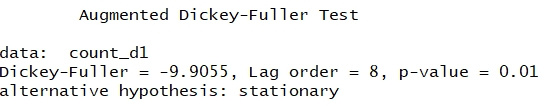 Augmented Dickey-Fuller Test
data: count_d1
Dickey-Fuller = -9.9055, Lag order = 8, p-value = 0.01
alternative hypothesis: stationary